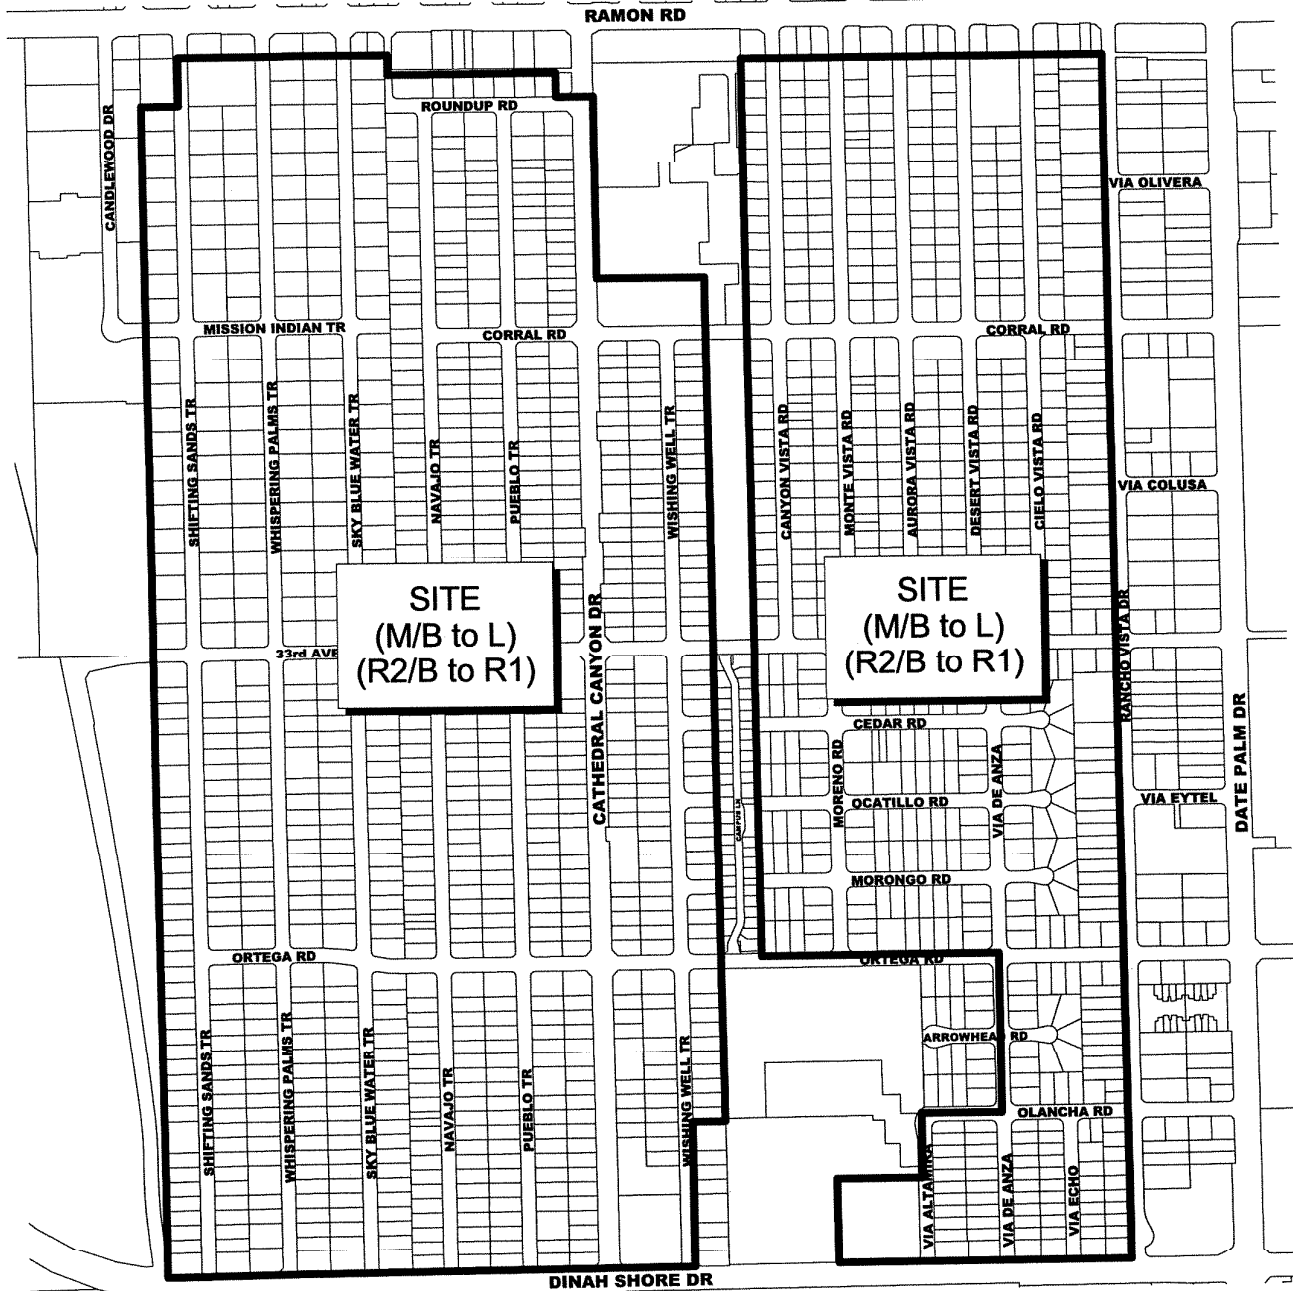 RAMON RD
CANDLEWOOD DR
ROUNDUP RD
VIA OLIVERA
MISSION INDIAN TR
CORRAL RD
CORRAL RD
SHIFTING SANDS TR
WHISPERING PALMS TR
SKY BLUE WATER TR
NAVAJO TR
PUEBLO TR
WISHING WELL TR
CANYON VISTA RD
MONTE VISTA RD
AURORA VISTA RD
DESERT VISTA RD
CIELO VISTA RD
VIA COLUSA
SITE
(M/B to L)
(R2/B to R1)
SITE
(M/B to L)
(R2/B to R1)
33rd AVE
CATHEDRAL CANYON DR
RANCHO VISTA DR
DATE PALM DR
CEDAR RD
MORENO RD
VIA DE ANZA
CAMPUS LN
OCATILLO RD
VIA EYTEL
MORONGO RD
ORTEGA RD
ORTEGA RD
SHIFTING SANDS TR
WHISPERING PALMS TR
SKY BLUE WATER TR
NAVAJO TR
PUEBLO TR
WISHING WELL TR
ARROWHEAD RD
OLANCHA RD
VIA ALTAMIRA
VIA DE ANZA
VIA ECHO
DINAH SHORE DR